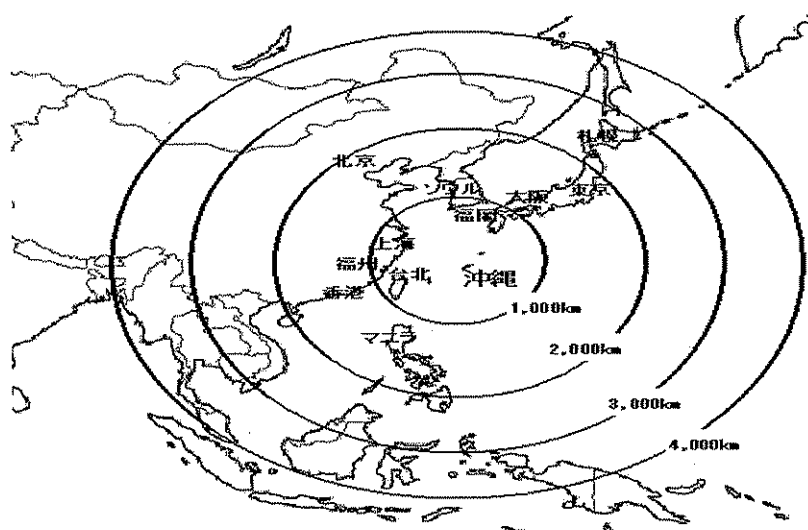 札幌
北京
ソウル
大阪
東京
福岡
上海
福州
台北
沖縄
香港
1,000km
マニラ
2,000km
3,000km
4,000km